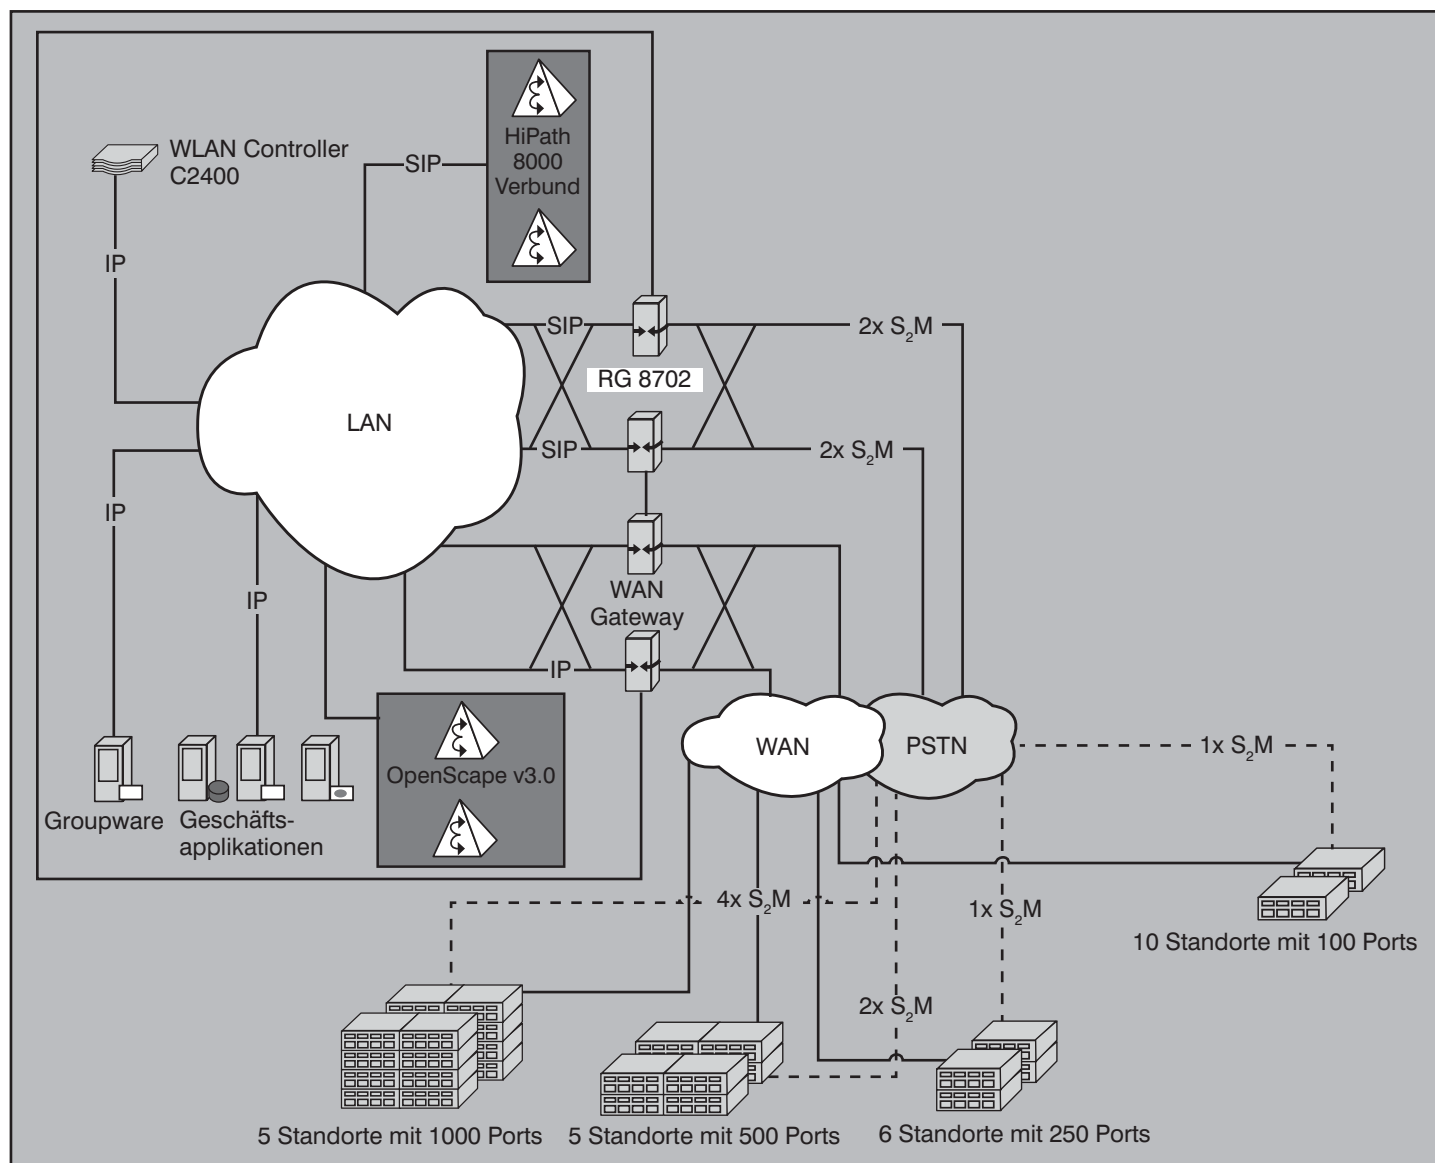 HiPath
8000
Verbund
WLAN Controller
C2400
SIP
IP
SIP
2x S₂M
RG 8702
LAN
SIP
2x S₂M
IP
IP
WAN
Gateway
IP
WAN
PSTN
1x S₂M
OpenScape v3.0
Groupware
Geschäfts-
applikationen
4x S₂M
1x S₂M
10 Standorte mit 100 Ports
2x S₂M
5 Standorte mit 1000 Ports
5 Standorte mit 500 Ports
6 Standorte mit 250 Ports